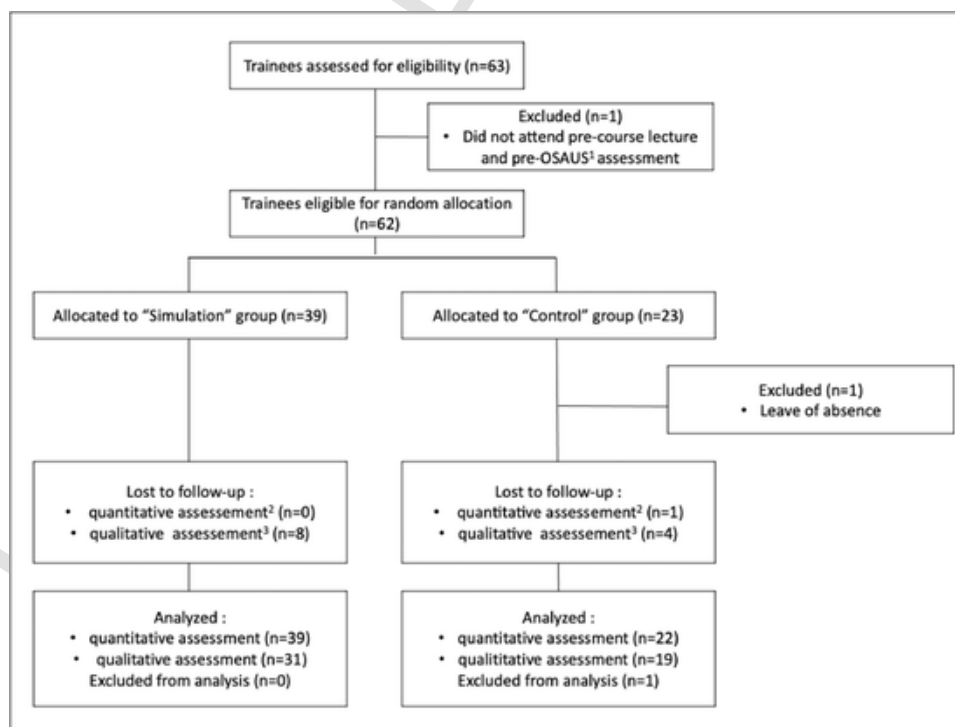 Trainees assessed for eligibility (n=63)
Excluded (n=1)
• Did not attend pre-course lecture
and pre-OSAUS¹ assessment
Trainees eligible for random allocation
(n=62)
Allocated to “Simulation” group (n=39)
Allocated to “Control” group (n=23)
Excluded (n=1)
• Leave of absence
Lost to follow-up :
• quantitative assessement² (n=0)
• qualitative assessement³ (n=8)
Lost to follow-up :
• quantitative assessement² (n=1)
• qualitative assessement³ (n=4)
Analyzed :
• quantitative assessment (n=39)
• qualitative assessment (n=31)
Excluded from analysis (n=0)
Analyzed :
• quantitative assessment (n=22)
• qualititative assessment (n=19)
Excluded from analysis (n=1)